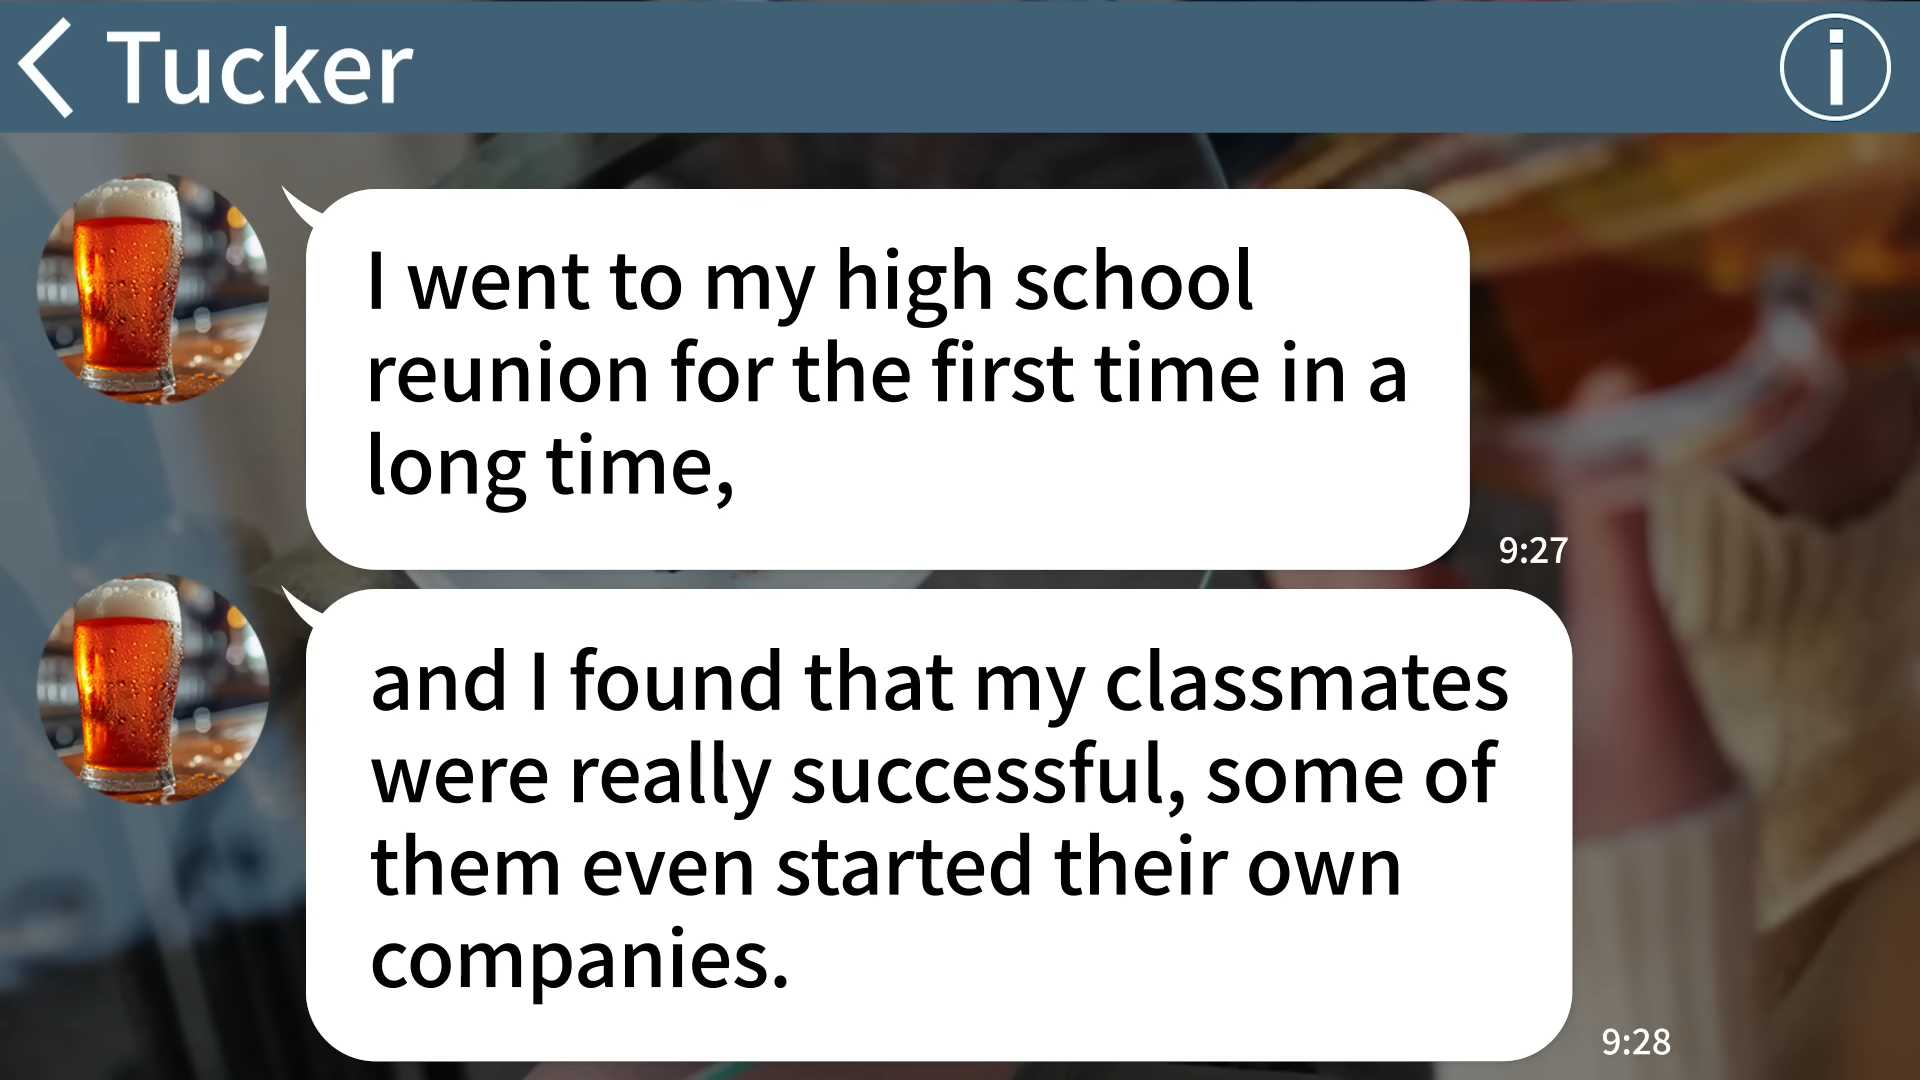 Tucker
i
I went to my high school
reunion for the first time in a
long time,
9:27
and I found that my classmates
were really successful, some of
them even started their own
companies.
9:28